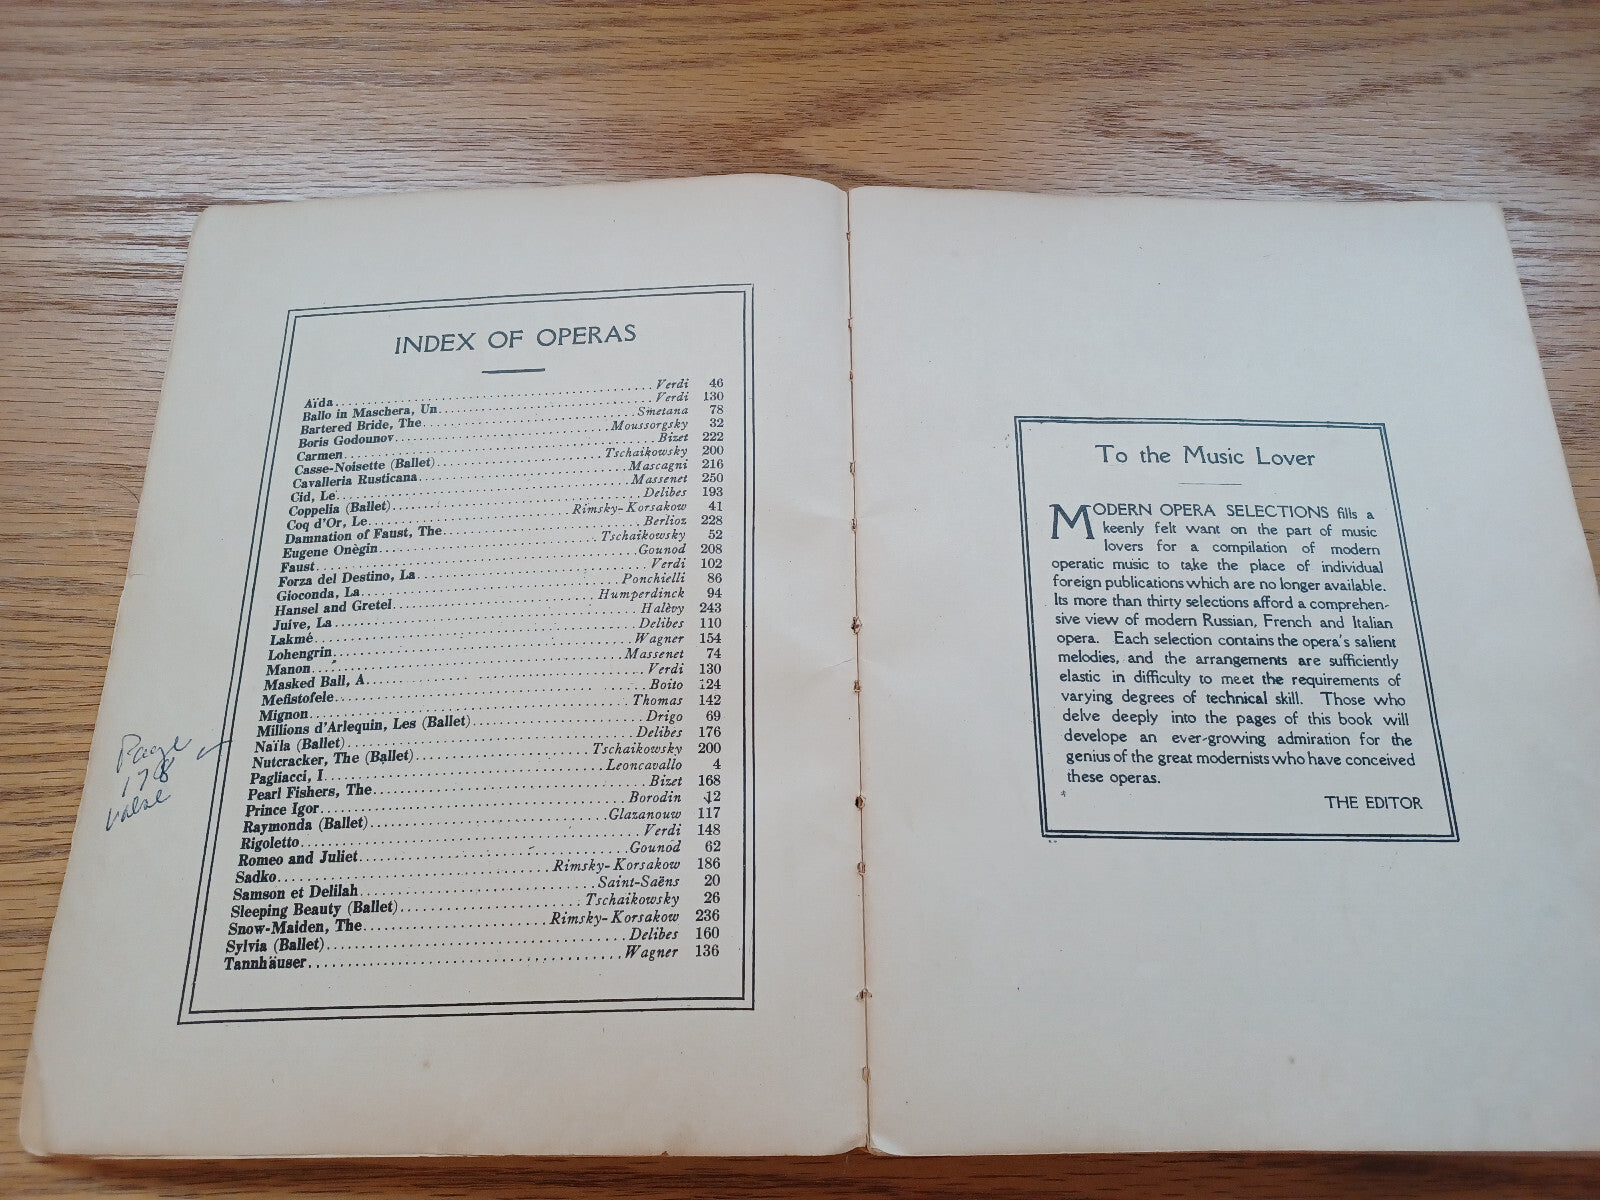 INDEX OF OPERAS
Aïda Verdi 46
Ballo in Maschera, Un Verdi 130
Bartered Bride, The Smetana 78
Boris Godounov Moussorgsky 32
Carmen Bizet 222
Casse-Noisette (Ballet) Tschaikowsky 200
Cavalleria Rusticana Mascagni 216
Cid, Le Massenet 250
Coppelia (Ballet) Delibes 193
Coq d'Or, Le Rimsky-Korsakow 41
Damnation of Faust, The Berlioz 228
Eugene Onègin Tschaikowsky 52
Faust Gounod 208
Forza del Destino, La Verdi 102
Gioconda, La Ponchielli 86
Hansel and Gretel Humperdinck 94
Juive, La Halèvy 243
Lakmé Delibes 110
Lohengrin Wagner 154
Manon Massenet 74
Masked Ball, A Verdi 130
Mefistofele Boito 124
Mignon Thomas 142
Millions d'Arlequin, Les (Ballet) Drigo 69
Naïla (Ballet) Delibes 176
Nutcracker, The (Ballet) Tschaikowsky 200
Pagliacci, I Leoncavallo 4
Pearl Fishers, The Bizet 168
Prince Igor Borodin 12
Raymonda (Ballet) Glazanouw 117
Rigoletto Verdi 148
Romeo and Juliet Gounod 62
Sadko Rimsky-Korsakow 186
Samson et Delilah Saint-Saëns 20
Sleeping Beauty (Ballet) Tschaikowsky 26
Snow-Maiden, The Rimsky-Korsakow 236
Sylvia (Ballet) Delibes 160
Tannhäuser Wagner 136
Page
178
valse
To the Music Lover
MODERN OPERA SELECTIONS fills a
keenly felt want on the part of music
lovers for a compilation of modern
operatic music to take the place of individual
foreign publications which are no longer available.
Its more than thirty selections afford a comprehen-
sive view of modern Russian, French and Italian
opera. Each selection contains the opera's salient
melodies, and the arrangements are sufficiently
elastic in difficulty to meet the requirements of
varying degrees of technical skill. Those who
delve deeply into the pages of this book will
develope an ever-growing admiration for the
genius of the great modernists who have conceived
these operas.
THE EDITOR